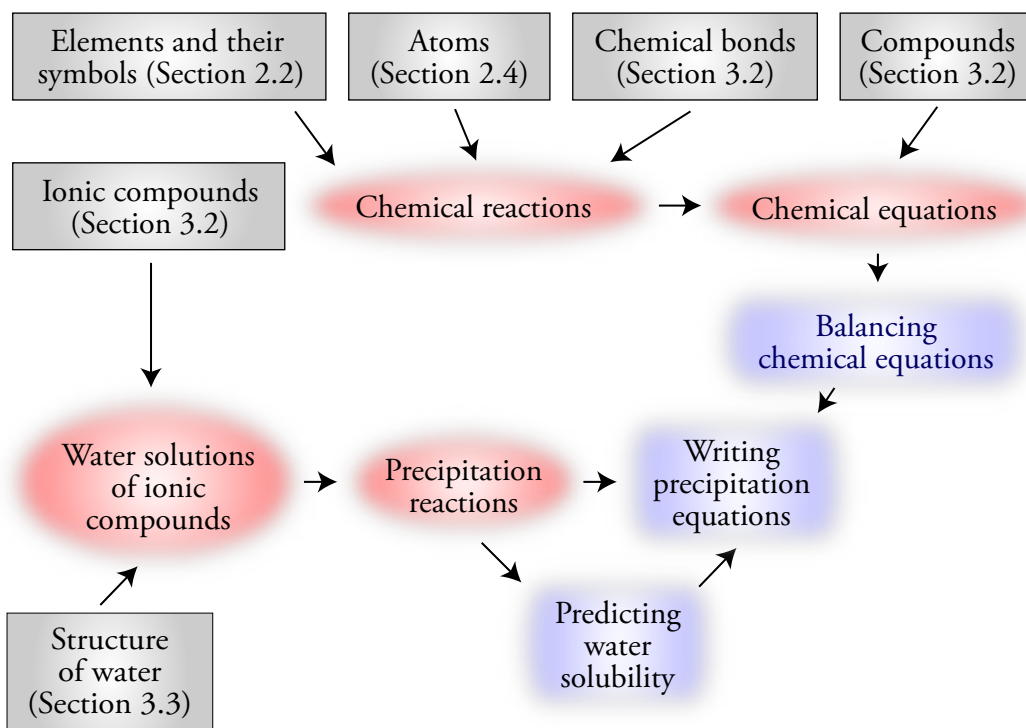 Elements and their
symbols (Section 2.2)
Atoms
(Section 2.4)
Chemical bonds
(Section 3.2)
Compounds
(Section 3.2)
Ionic compounds
(Section 3.2)
Chemical reactions
Chemical equations
Balancing
chemical equations
Water solutions
of ionic
compounds
Precipitation
reactions
Writing
precipitation
equations
Predicting
water
solubility
Structure
of water
(Section 3.3)